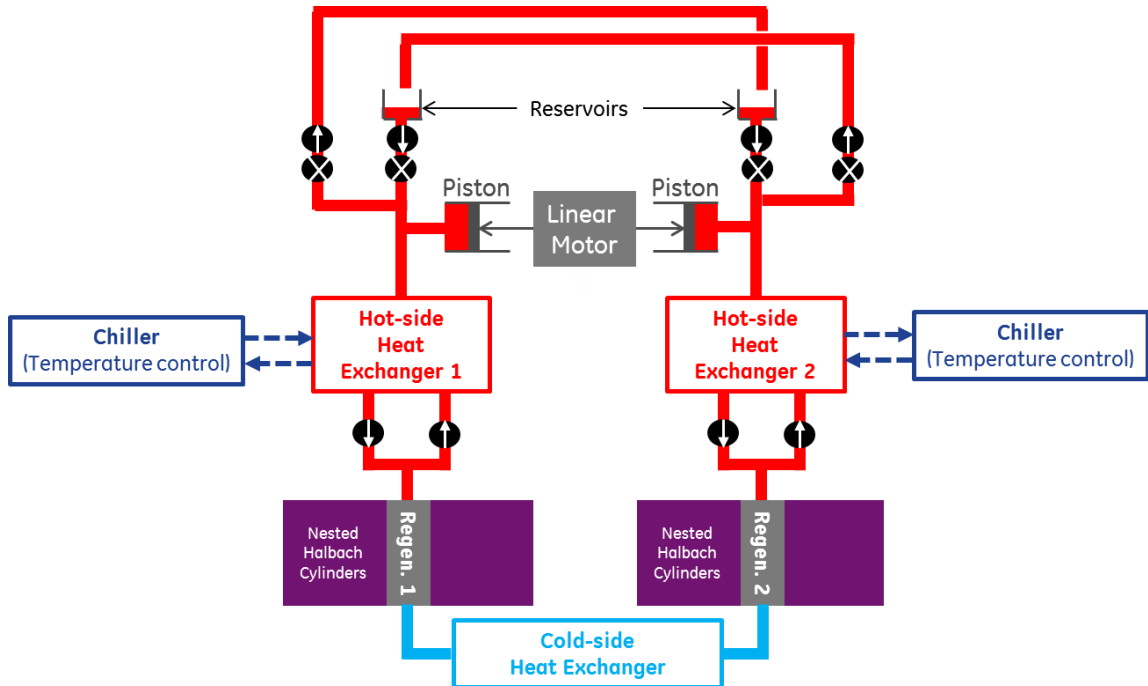 Reservoirs
Piston
Piston
Linear
Motor
Chiller
(Temperature control)
Hot-side
Heat
Exchanger 1
Hot-side
Heat
Exchanger 2
Chiller
(Temperature control)
Nested
Halbach
Cylinders
Regen. 1
Nested
Halbach
Cylinders
Regen. 2
Cold-side
Heat Exchanger